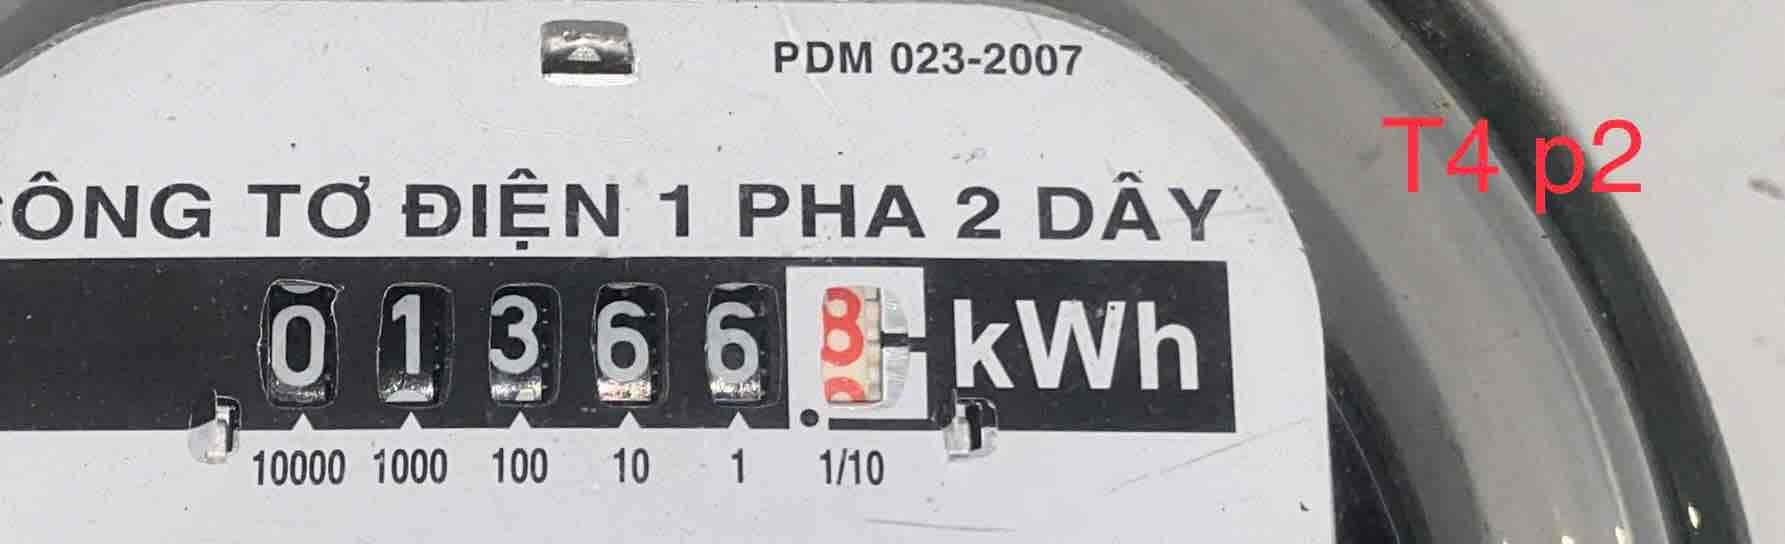 PDM 023-2007
T4 p2
CÔNG TƠ ĐIỆN 1 PHA 2 DÂY
0 1 3 6 6 8 kWh
10000 1000 100 10 1 1/10